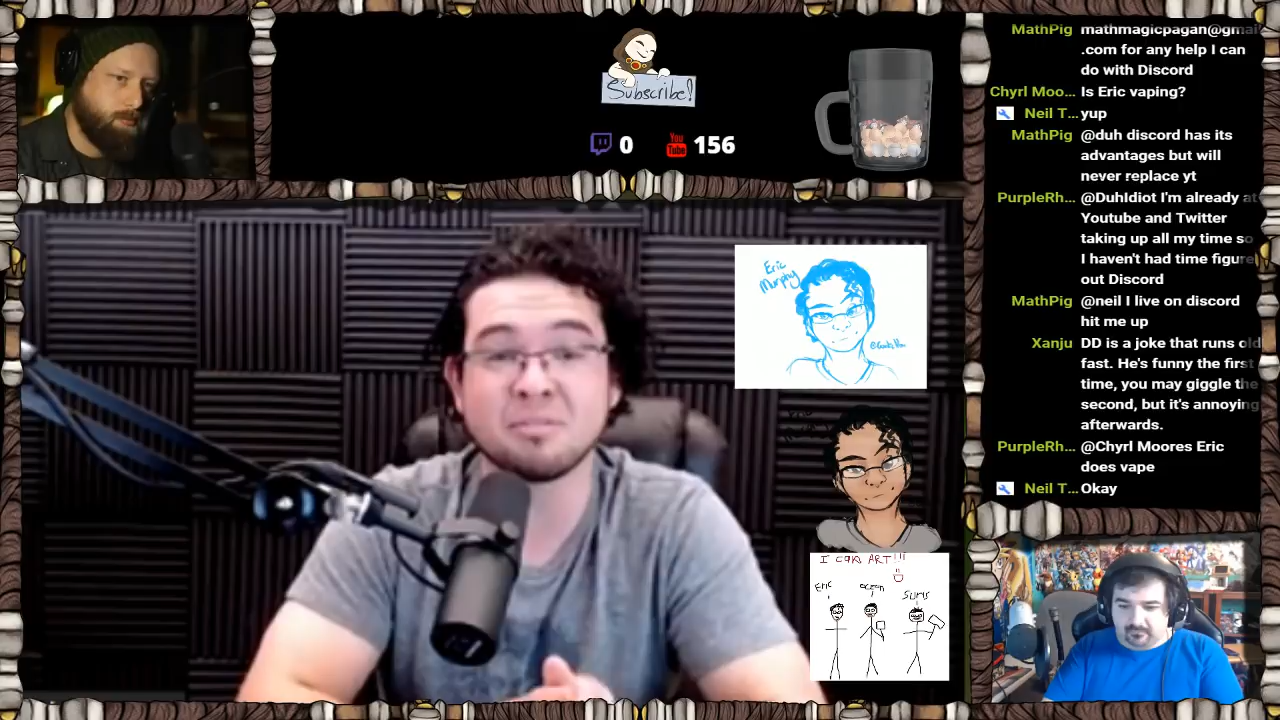 Subscribe!
0
You Tube 156
Eric
Murphy
I CAN ART!!!
Eric
Suris
MathPig mathmagicpagan@gmai
.com for any help I can
do with Discord
Chyrl Moo... Is Eric vaping?
Neil T... yup
MathPig @duh discord has its
advantages but will
never replace yt
PurpleRh... @DuhIdiot I'm already at
Youtube and Twitter
taking up all my time so
I haven't had time figure
out Discord
MathPig @neil I live on discord
hit me up
Xanju DD is a joke that runs old
fast. He's funny the first
time, you may giggle the
second, but it's annoying
afterwards.
PurpleRh... @Chyrl Moores Eric
does vape
Neil T... Okay